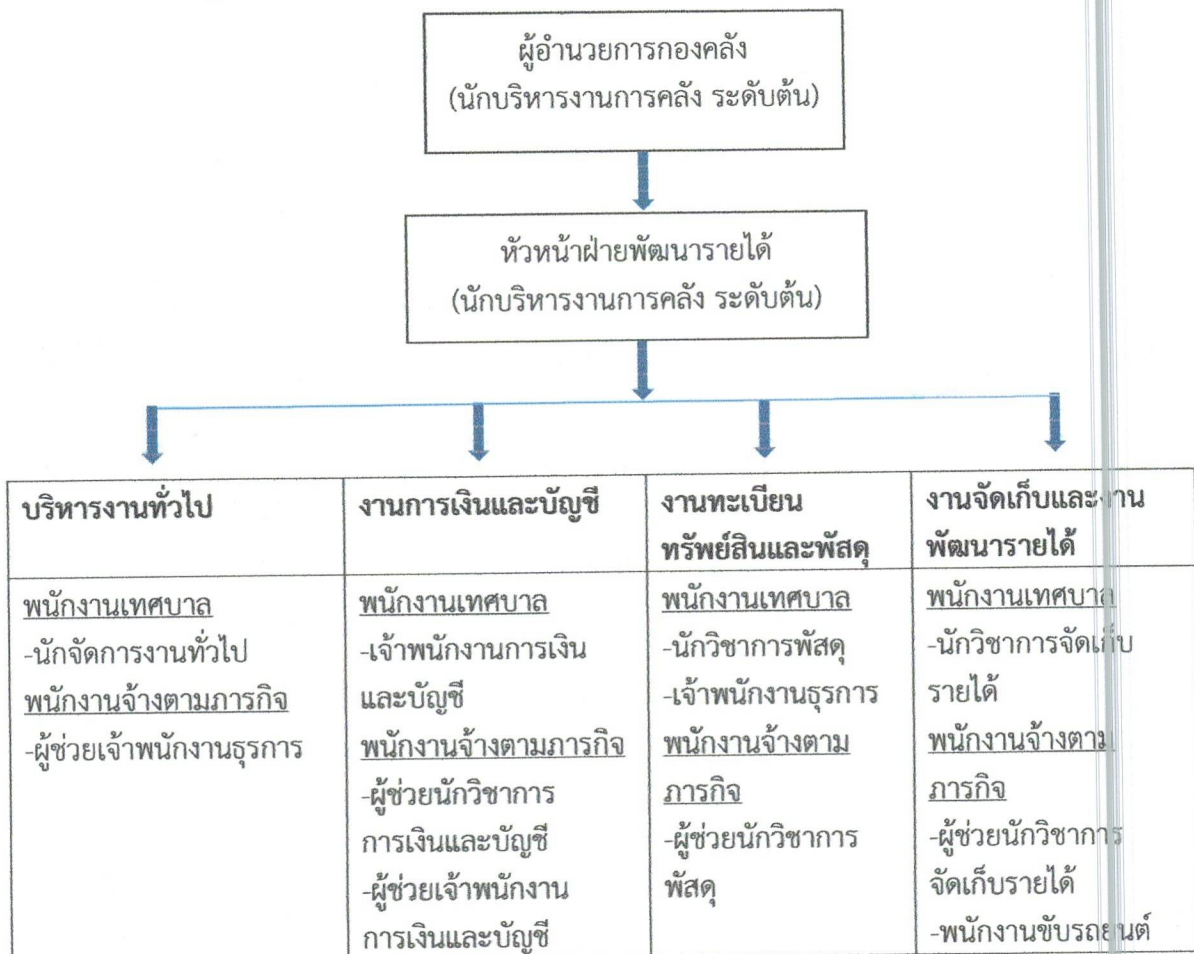 ผู้อำนวยการกองคลัง
(นักบริหารงานการคลัง ระดับต้น)
หัวหน้าฝ่ายพัฒนารายได้
(นักบริหารงานการคลัง ระดับต้น)
บริหารงานทั่วไป
พนักงานเทศบาล
-นักจัดการงานทั่วไป
พนักงานจ้างตามภารกิจ
-ผู้ช่วยเจ้าพนักงานธุรการ
งานการเงินและบัญชี
พนักงานเทศบาล
-เจ้าพนักงานการเงิน
และบัญชี
พนักงานจ้างตามภารกิจ
-ผู้ช่วยนักวิชาการ
การเงินและบัญชี
-ผู้ช่วยเจ้าพนักงาน
การเงินและบัญชี
งานทะเบียน
ทรัพย์สินและพัสดุ
พนักงานเทศบาล
-นักวิชาการพัสดุ
-เจ้าพนักงานธุรการ
พนักงานจ้างตาม
ภารกิจ
-ผู้ช่วยนักวิชาการ
พัสดุ
งานจัดเก็บและงาน
พัฒนารายได้
พนักงานเทศบาล
-นักวิชาการจัดเก็บ
รายได้
พนักงานจ้างตาม
ภารกิจ
-ผู้ช่วยนักวิชาการ
จัดเก็บรายได้
-พนักงานขับรถยนต์